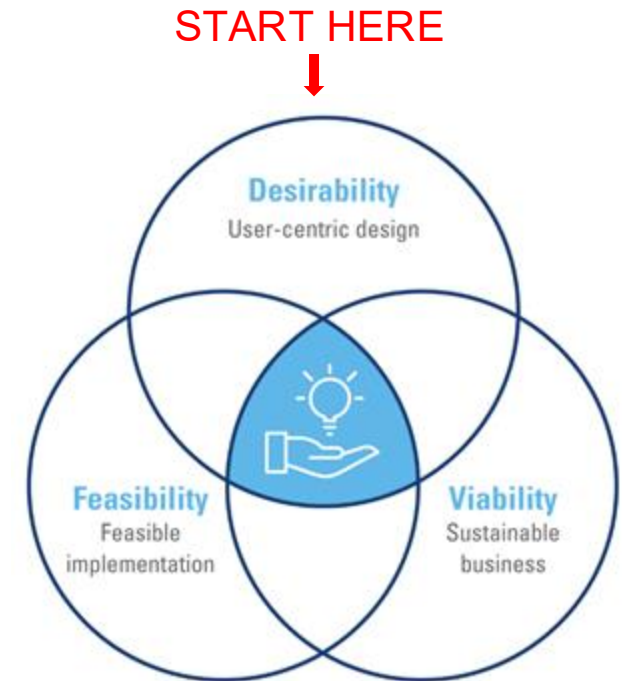 START HERE
Desirability
User-centric design
Feasibility
Feasible
implementation
Viability
Sustainable
business